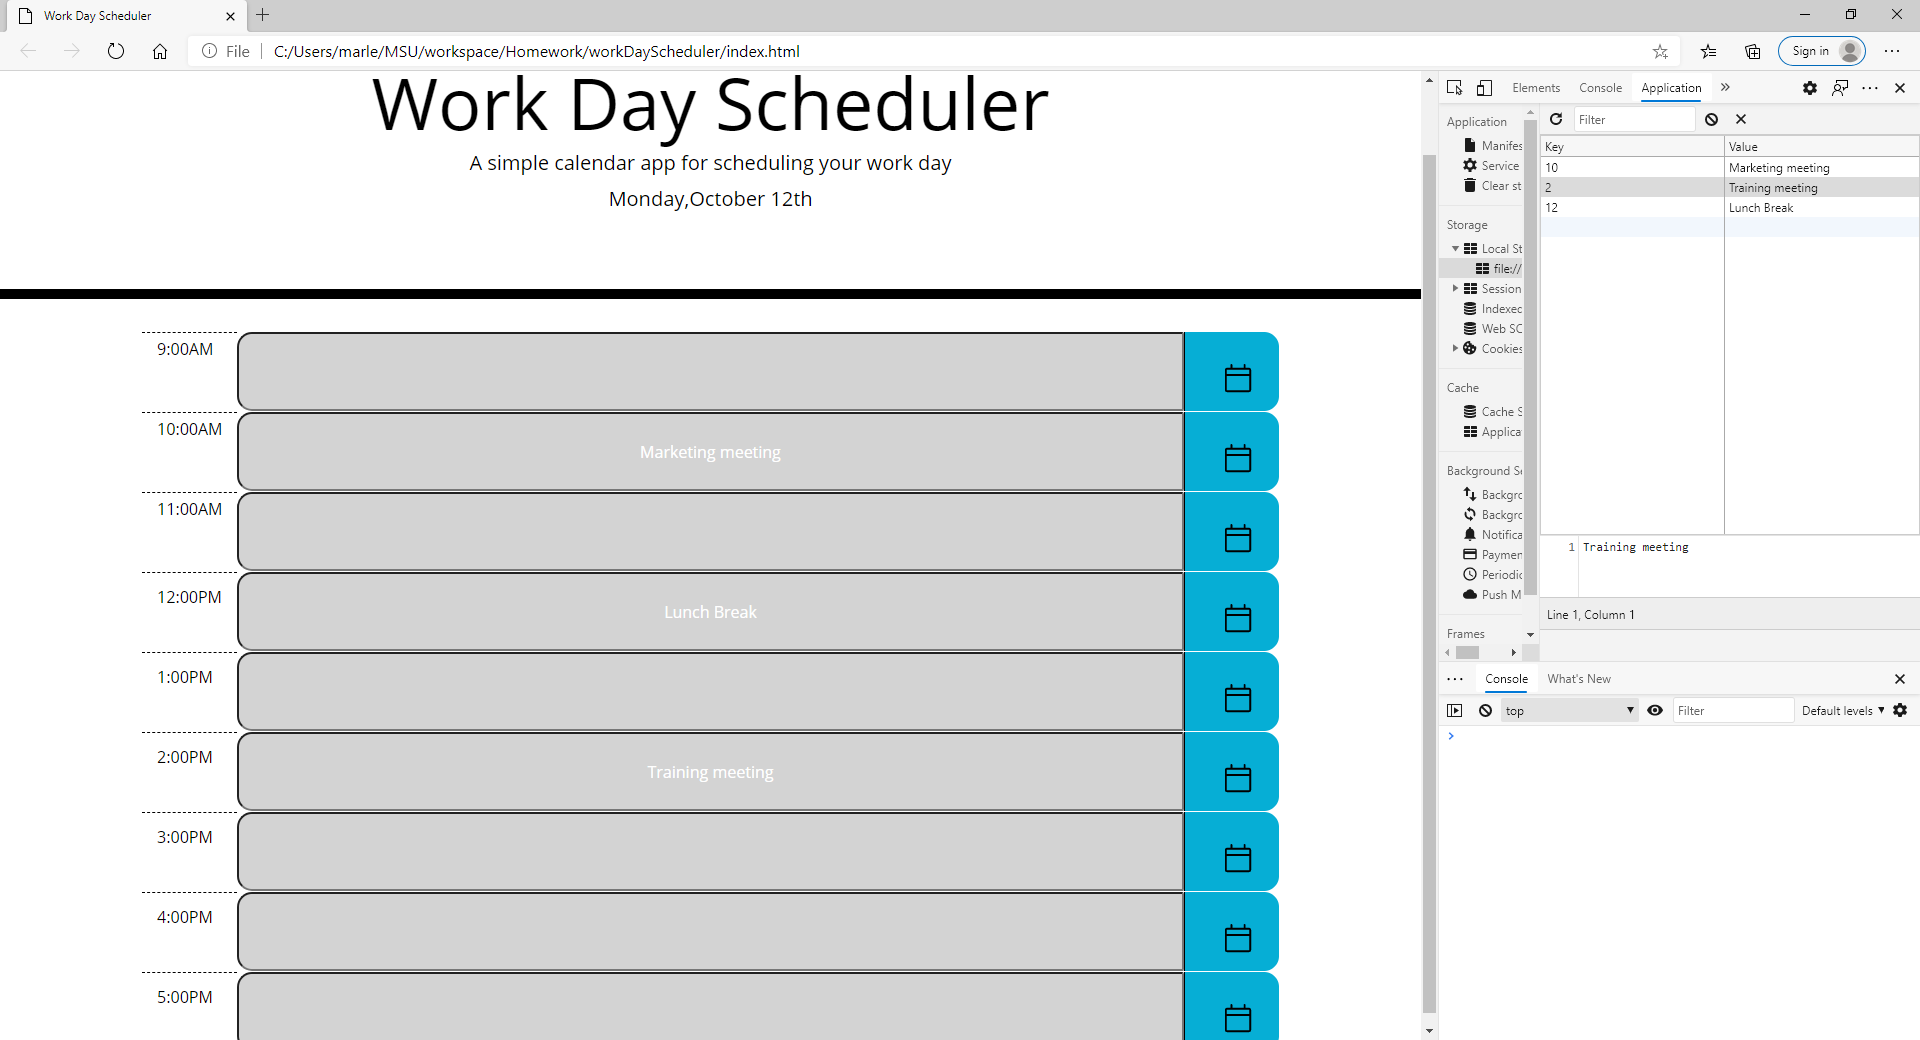 Work Day Scheduler
File C:/Users/marle/MSU/workspace/Homework/workDayScheduler/index.html
Sign in
Work Day Scheduler
A simple calendar app for scheduling your work day
Monday,October 12th
9:00AM
10:00AM Marketing meeting
11:00AM
12:00PM Lunch Break
1:00PM
2:00PM Training meeting
3:00PM
4:00PM
5:00PM
Elements Console Application
Application
Manifes
Service
Clear st
Storage
Local St
file://
Session
Indexed
Web SC
Cookies
Cache
Cache S
Applica
Background Se
Backgro
Backgro
Notifica
Paymen
Periodic
Push M
Frames
Filter
Key Value
10 Marketing meeting
2 Training meeting
12 Lunch Break
1 Training meeting
Line 1, Column 1
Console What's New
top Filter Default levels